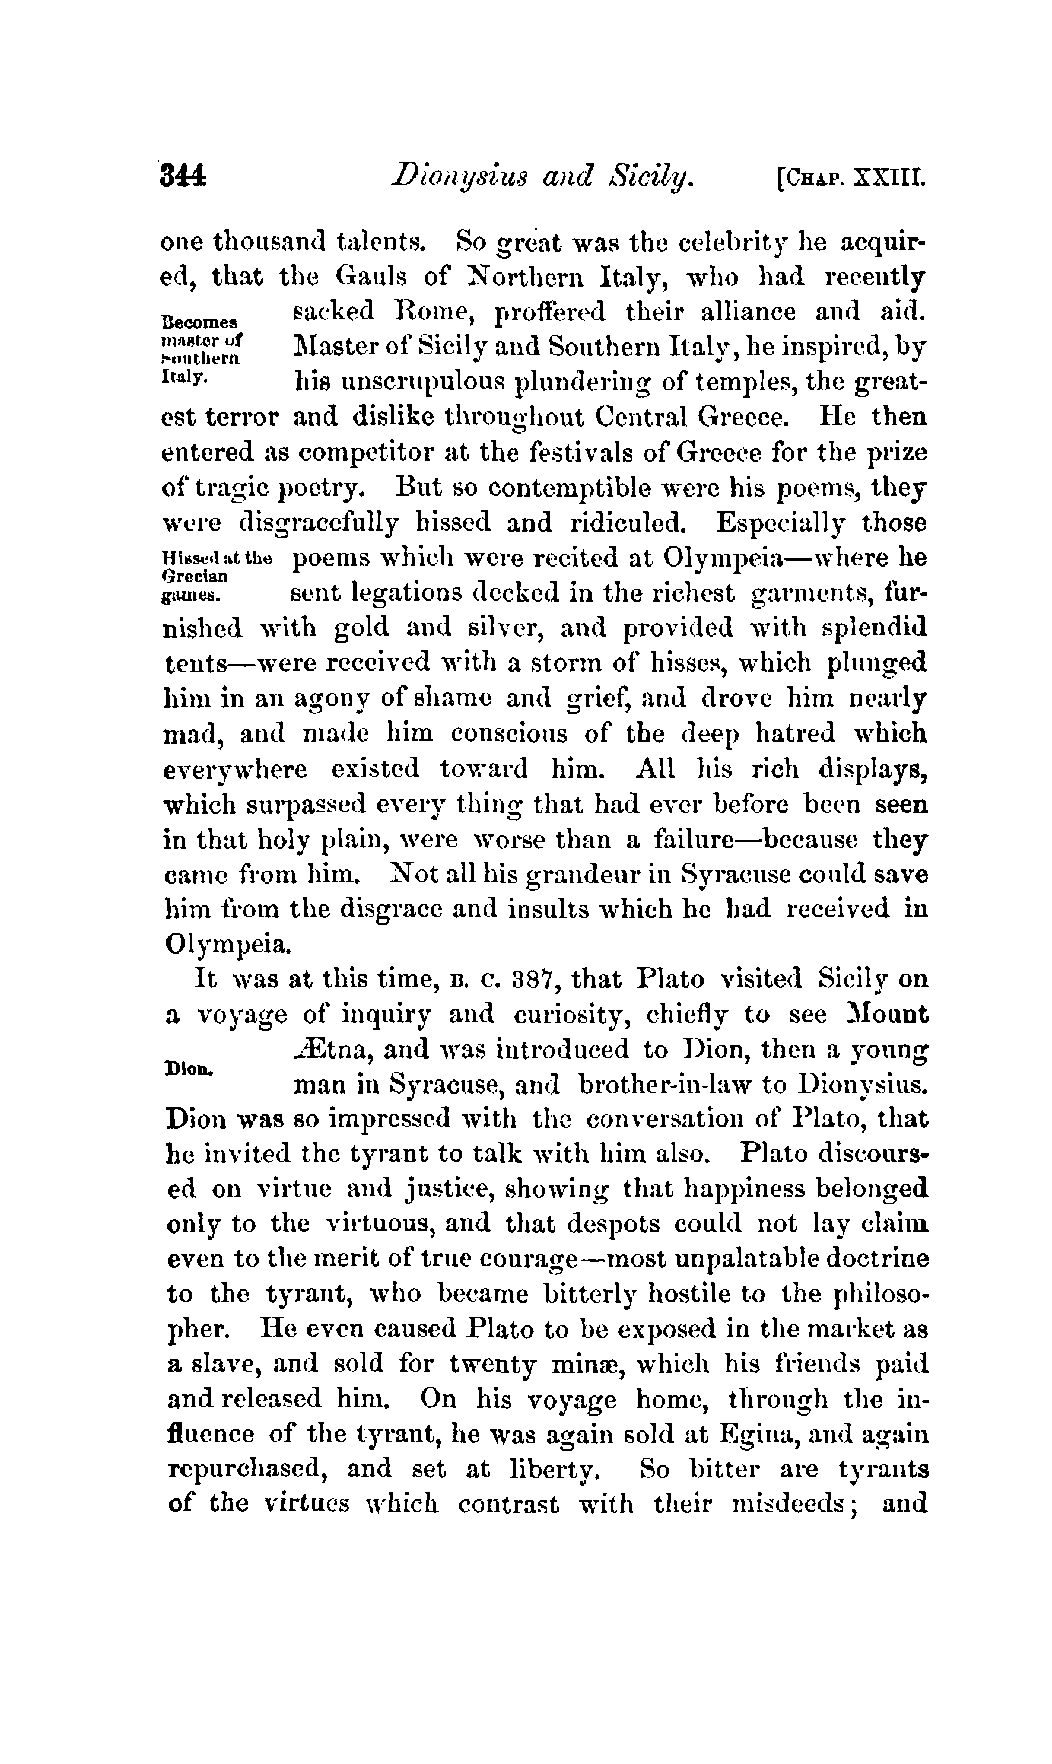 344 Dionysius and Sicily. [CHAP. XXIII.
one thousand talents. So great was the celebrity he acquir-
ed, that the Gauls of Northern Italy, who had recently
sacked Rome, proffered their alliance and aid.
Becomes
master of
Southern
Italy.
Master of Sicily and Southern Italy, he inspired, by
his unscrupulous plundering of temples, the great-
est terror and dislike throughout Central Greece. He then
entered as competitor at the festivals of Greece for the prize
of tragic poetry. But so contemptible were his poems, they
were disgracefully hissed and ridiculed. Especially those
Hissed at the
Grecian
games.
poems which were recited at Olympeia—where he
sent legations decked in the richest garments, fur-
nished with gold and silver, and provided with splendid
tents—were received with a storm of hisses, which plunged
him in an agony of shame and grief, and drove him nearly
mad, and made him conscious of the deep hatred which
everywhere existed toward him. All his rich displays,
which surpassed every thing that had ever before been seen
in that holy plain, were worse than a failure—because they
came from him. Not all his grandeur in Syracuse could save
him from the disgrace and insults which he had received in
Olympeia.
It was at this time, B. C. 387, that Plato visited Sicily on
a voyage of inquiry and curiosity, chiefly to see Mount
Ætna, and was introduced to Dion, then a young
Dion.
man in Syracuse, and brother-in-law to Dionysius.
Dion was so impressed with the conversation of Plato, that
he invited the tyrant to talk with him also. Plato discours-
ed on virtue and justice, showing that happiness belonged
only to the virtuous, and that despots could not lay claim
even to the merit of true courage—most unpalatable doctrine
to the tyrant, who became bitterly hostile to the philoso-
pher. He even caused Plato to be exposed in the market as
a slave, and sold for twenty minæ, which his friends paid
and released him. On his voyage home, through the in-
fluence of the tyrant, he was again sold at Egina, and again
repurchased, and set at liberty. So bitter are tyrants
of the virtues which contrast with their misdeeds; and